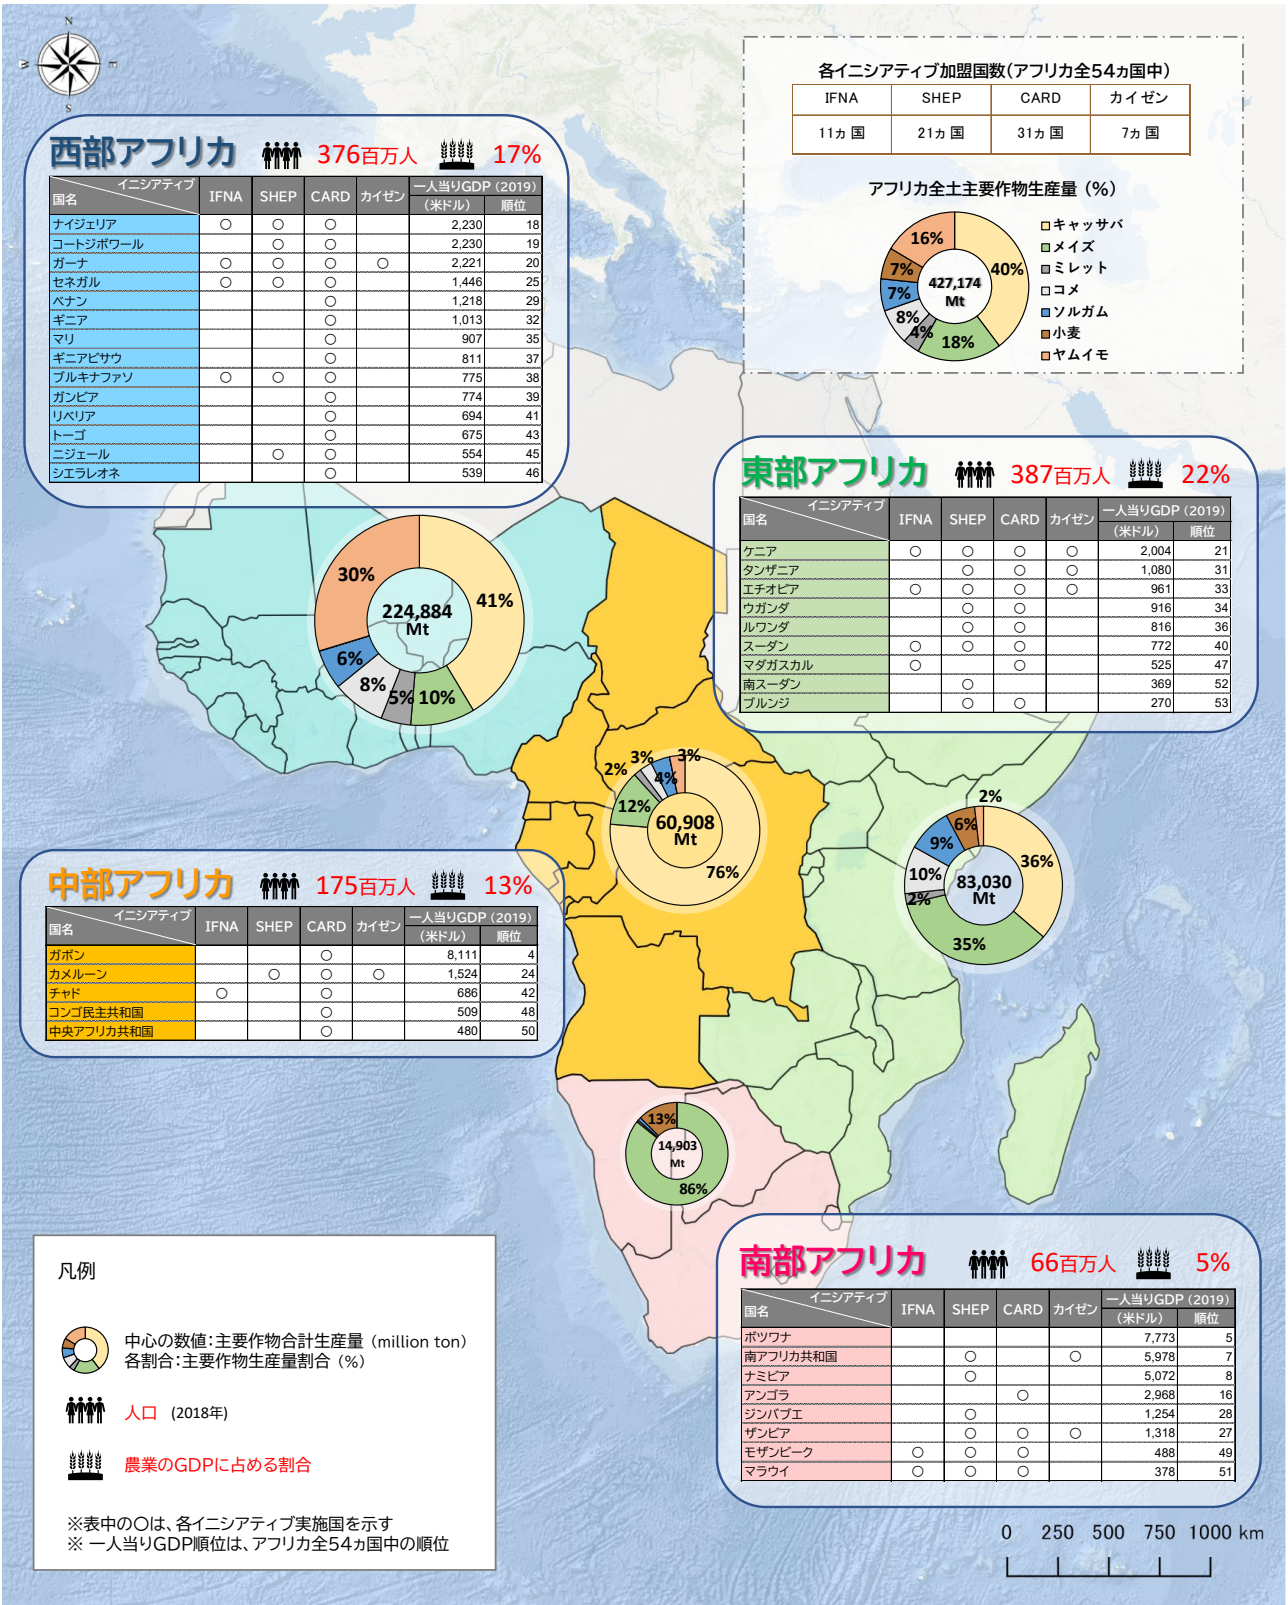 N
W
E
S
各イニシアティブ加盟国数(アフリカ全54ヵ国中)
IFNA SHEP CARD カイゼン
11ヵ国 21ヵ国 31ヵ国 7ヵ国
アフリカ全土主要作物生産量 (%)
16%
40%
7%
7%
8%
4%
18%
427,174
Mt
キャッサバ
メイズ
ミレット
コメ
ソルガム
小麦
ヤムイモ
西部アフリカ 376百万人 17%
イニシアティブ
国名 IFNA SHEP CARD カイゼン 一人当りGDP (2019)
(米ドル) 順位
ナイジェリア ○ ○ ○ 2,230 18
コートジボワール ○ ○ 2,230 19
ガーナ ○ ○ ○ ○ 2,221 20
セネガル ○ ○ ○ 1,446 25
ベナン ○ 1,218 29
ギニア ○ 1,013 32
マリ ○ 907 35
ギニアビサウ ○ 811 37
ブルキナファソ ○ ○ ○ 775 38
ガンビア ○ 774 39
リベリア ○ 694 41
トーゴ ○ 675 43
ニジェール ○ ○ 554 45
シエラレオネ ○ 539 46
30%
41%
6%
8%
5%
10%
224,884
Mt
東部アフリカ 387百万人 22%
イニシアティブ
国名 IFNA SHEP CARD カイゼン 一人当りGDP (2019)
(米ドル) 順位
ケニア ○ ○ ○ ○ 2,004 21
タンザニア ○ ○ ○ 1,080 31
エチオピア ○ ○ ○ ○ 961 33
ウガンダ ○ ○ 916 34
ルワンダ ○ ○ 816 36
スーダン ○ ○ ○ 772 40
マダガスカル ○ ○ 525 47
南スーダン ○ 369 52
ブルンジ ○ ○ 270 53
3%
3%
2%
4%
12%
76%
60,908
Mt
2%
6%
9%
10%
2%
36%
35%
83,030
Mt
中部アフリカ 175百万人 13%
イニシアティブ
国名 IFNA SHEP CARD カイゼン 一人当りGDP (2019)
(米ドル) 順位
ガボン ○ 8,111 4
カメルーン ○ ○ ○ 1,524 24
チャド ○ ○ 686 42
コンゴ民主共和国 ○ 509 48
中央アフリカ共和国 ○ 480 50
13%
86%
14,903
Mt
南部アフリカ 66百万人 5%
イニシアティブ
国名 IFNA SHEP CARD カイゼン 一人当りGDP (2019)
(米ドル) 順位
ボツワナ 7,773 5
南アフリカ共和国 ○ ○ 5,978 7
ナミビア ○ 5,072 8
アンゴラ ○ 2,968 16
ジンバブエ ○ 1,254 28
ザンビア ○ ○ ○ 1,318 27
モザンビーク ○ ○ ○ 488 49
マラウイ ○ ○ ○ 378 51
凡例
中心の数値:主要作物合計生産量 (million ton)
各割合:主要作物生産量割合 (%)
人口 (2018年)
農業のGDPに占める割合
※表中の〇は、各イニシアティブ実施国を示す
※ 一人当りGDP順位は、アフリカ全54ヵ国中の順位
0 250 500 750 1000 km